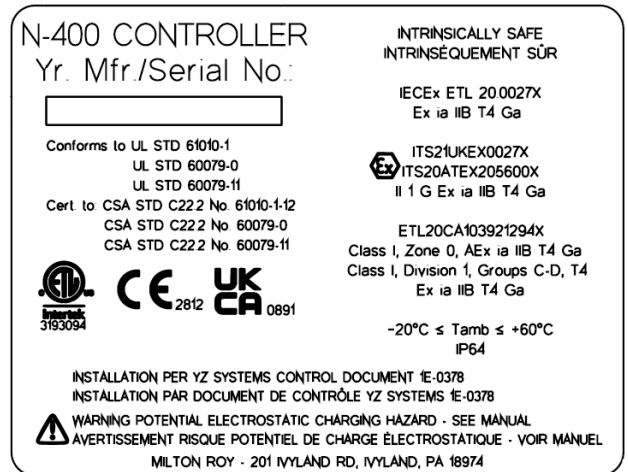 N-400 CONTROLLER
Yr. Mfr./Serial No.:
Conforms to UL STD 61010-1
UL STD 60079-0
UL STD 60079-11
Cert. to: CSA STD C22.2 No. 61010-1-12
CSA STD C22.2 No. 60079-0
CSA STD C22.2 No. 60079-11
ETL
US
Intertek
3193094
CE 2812
UK
CA 0891
INTRINSICALLY SAFE
INTRINSÈQUEMENT SÛR
IECEx ETL 20.0027X
Ex ia IIB T4 Ga
Ex
ITS21UKEX0027X
ITS20ATEX205600X
II 1 G Ex ia IIB T4 Ga
ETL20CA103921294X
Class I, Zone 0, AEx ia IIB T4 Ga
Class I, Division 1, Groups C-D, T4
Ex ia IIB T4 Ga
-20°C ≤ Tamb ≤ +60°C
IP64
INSTALLATION PER YZ SYSTEMS CONTROL DOCUMENT 1E-0378
INSTALLATION PAR DOCUMENT DE CONTRÔLE YZ SYSTEMS 1E-0378
WARNING POTENTIAL ELECTROSTATIC CHARGING HAZARD - SEE MANUAL
AVERTISSEMENT RISQUE POTENTIEL DE CHARGE ÉLECTROSTATIQUE - VOIR MANUEL
MILTON ROY - 201 IVYLAND RD, IVYLAND, PA 18974